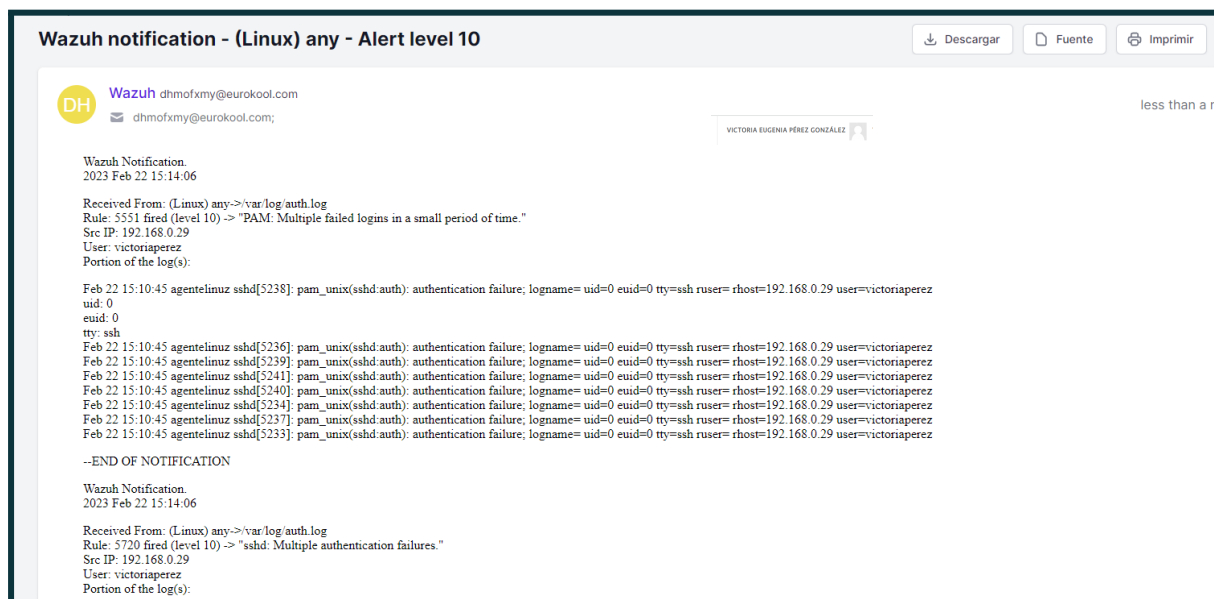 Wazuh notification - (Linux) any - Alert level 10
Descargar
Fuente
Imprimir
DH
Wazuh dhmofxmy@eurokool.com
less than a
dhmofxmy@eurokool.com;
VICTORIA EUGENIA PÉREZ GONZÁLEZ
Wazuh Notification.
2023 Feb 22 15:14:06
Received From: (Linux) any->/var/log/auth.log
Rule: 5551 fired (level 10) -> "PAM: Multiple failed logins in a small period of time."
Src IP: 192.168.0.29
User: victoriaperez
Portion of the log(s):
Feb 22 15:10:45 agentelinuz sshd[5238]: pam_unix(sshd:auth): authentication failure; logname= uid=0 euid=0 tty=ssh ruser= rhost=192.168.0.29 user=victoriaperez
uid: 0
euid: 0
tty: ssh
Feb 22 15:10:45 agentelinuz sshd[5236]: pam_unix(sshd:auth): authentication failure; logname= uid=0 euid=0 tty=ssh ruser= rhost=192.168.0.29 user=victoriaperez
Feb 22 15:10:45 agentelinuz sshd[5239]: pam_unix(sshd:auth): authentication failure; logname= uid=0 euid=0 tty=ssh ruser= rhost=192.168.0.29 user=victoriaperez
Feb 22 15:10:45 agentelinuz sshd[5241]: pam_unix(sshd:auth): authentication failure; logname= uid=0 euid=0 tty=ssh ruser= rhost=192.168.0.29 user=victoriaperez
Feb 22 15:10:45 agentelinuz sshd[5240]: pam_unix(sshd:auth): authentication failure; logname= uid=0 euid=0 tty=ssh ruser= rhost=192.168.0.29 user=victoriaperez
Feb 22 15:10:45 agentelinuz sshd[5234]: pam_unix(sshd:auth): authentication failure; logname= uid=0 euid=0 tty=ssh ruser= rhost=192.168.0.29 user=victoriaperez
Feb 22 15:10:45 agentelinuz sshd[5237]: pam_unix(sshd:auth): authentication failure; logname= uid=0 euid=0 tty=ssh ruser= rhost=192.168.0.29 user=victoriaperez
Feb 22 15:10:45 agentelinuz sshd[5233]: pam_unix(sshd:auth): authentication failure; logname= uid=0 euid=0 tty=ssh ruser= rhost=192.168.0.29 user=victoriaperez
--END OF NOTIFICATION
Wazuh Notification.
2023 Feb 22 15:14:06
Received From: (Linux) any->/var/log/auth.log
Rule: 5720 fired (level 10) -> "sshd: Multiple authentication failures."
Src IP: 192.168.0.29
User: victoriaperez
Portion of the log(s):